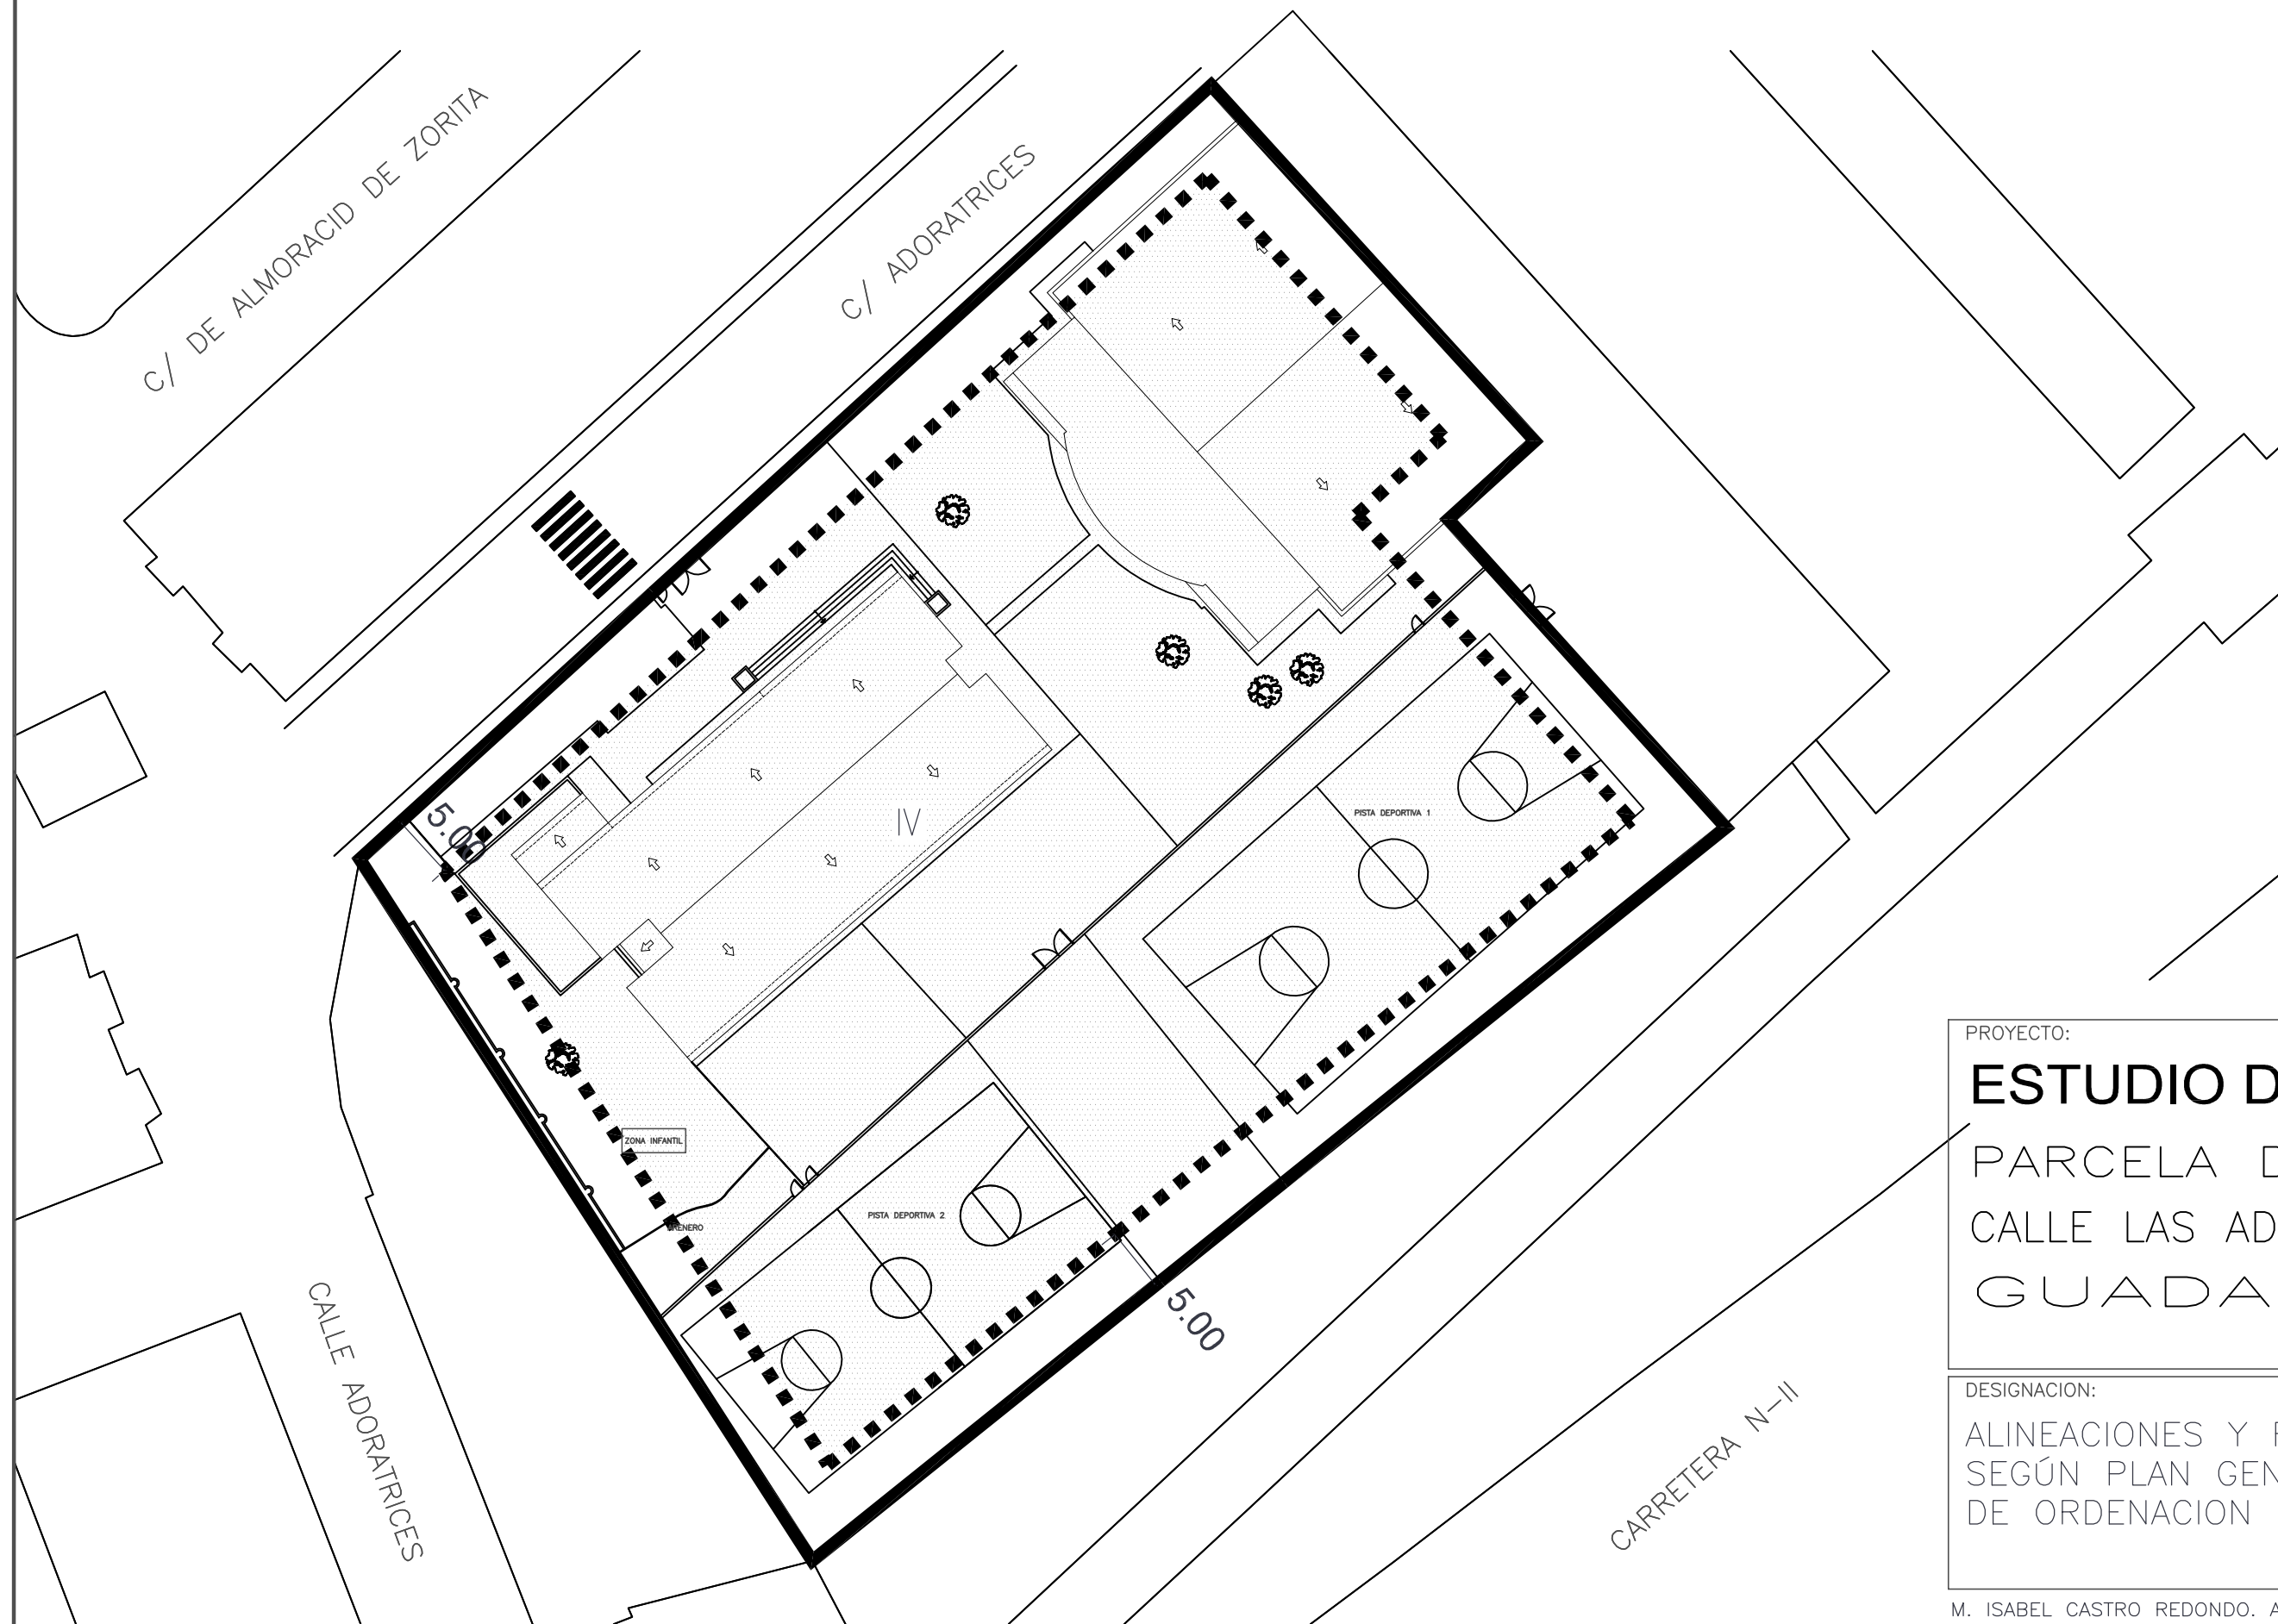 C/ DE ALMORACID DE ZORITA
C/ ADORATRICES
5.00
IV
PISTA DEPORTIVA 1
ZONA INFANTIL
PISTA DEPORTIVA 2
5.00
CALLE ADORATRICES
CARRETERA N-II
PROYECTO:
ESTUDIO D
PARCELA D
CALLE LAS AD
GUADA
DESIGNACION:
ALINEACIONES Y
SEGÚN PLAN GEN
DE ORDENACION
M. ISABEL CASTRO REDONDO. A